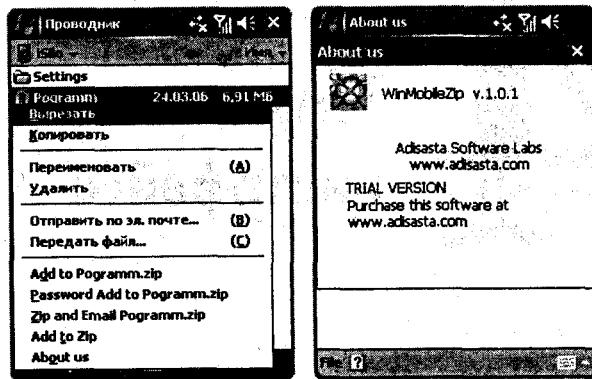 Проводник
iSilo
Имя
Settings
Pogramm 24.03.06 6,91 МБ
Вырезать
Копировать
Переименовать (A)
Удалить
Отправить по эл. почте... (B)
Передать файл... (C)
Add to Pogramm.zip
Password Add to Pogramm.zip
Zip and Email Pogramm.zip
Add to Zip
About us
About us
About us
WinMobileZip v.1.0.1
Adisasta Software Labs
www.adisasta.com
TRIAL VERSION
Purchase this software at
www.adisasta.com
File ?